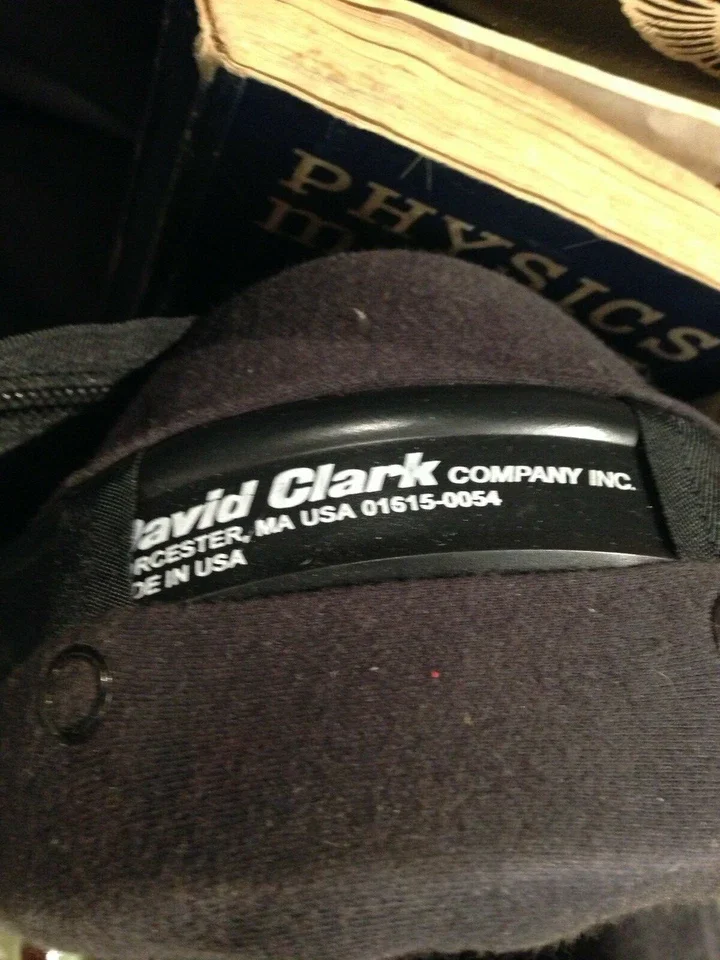 PHYSICS
avid Clark COMPANY INC.
RCESTER, MA USA 01615-0054
DE IN USA